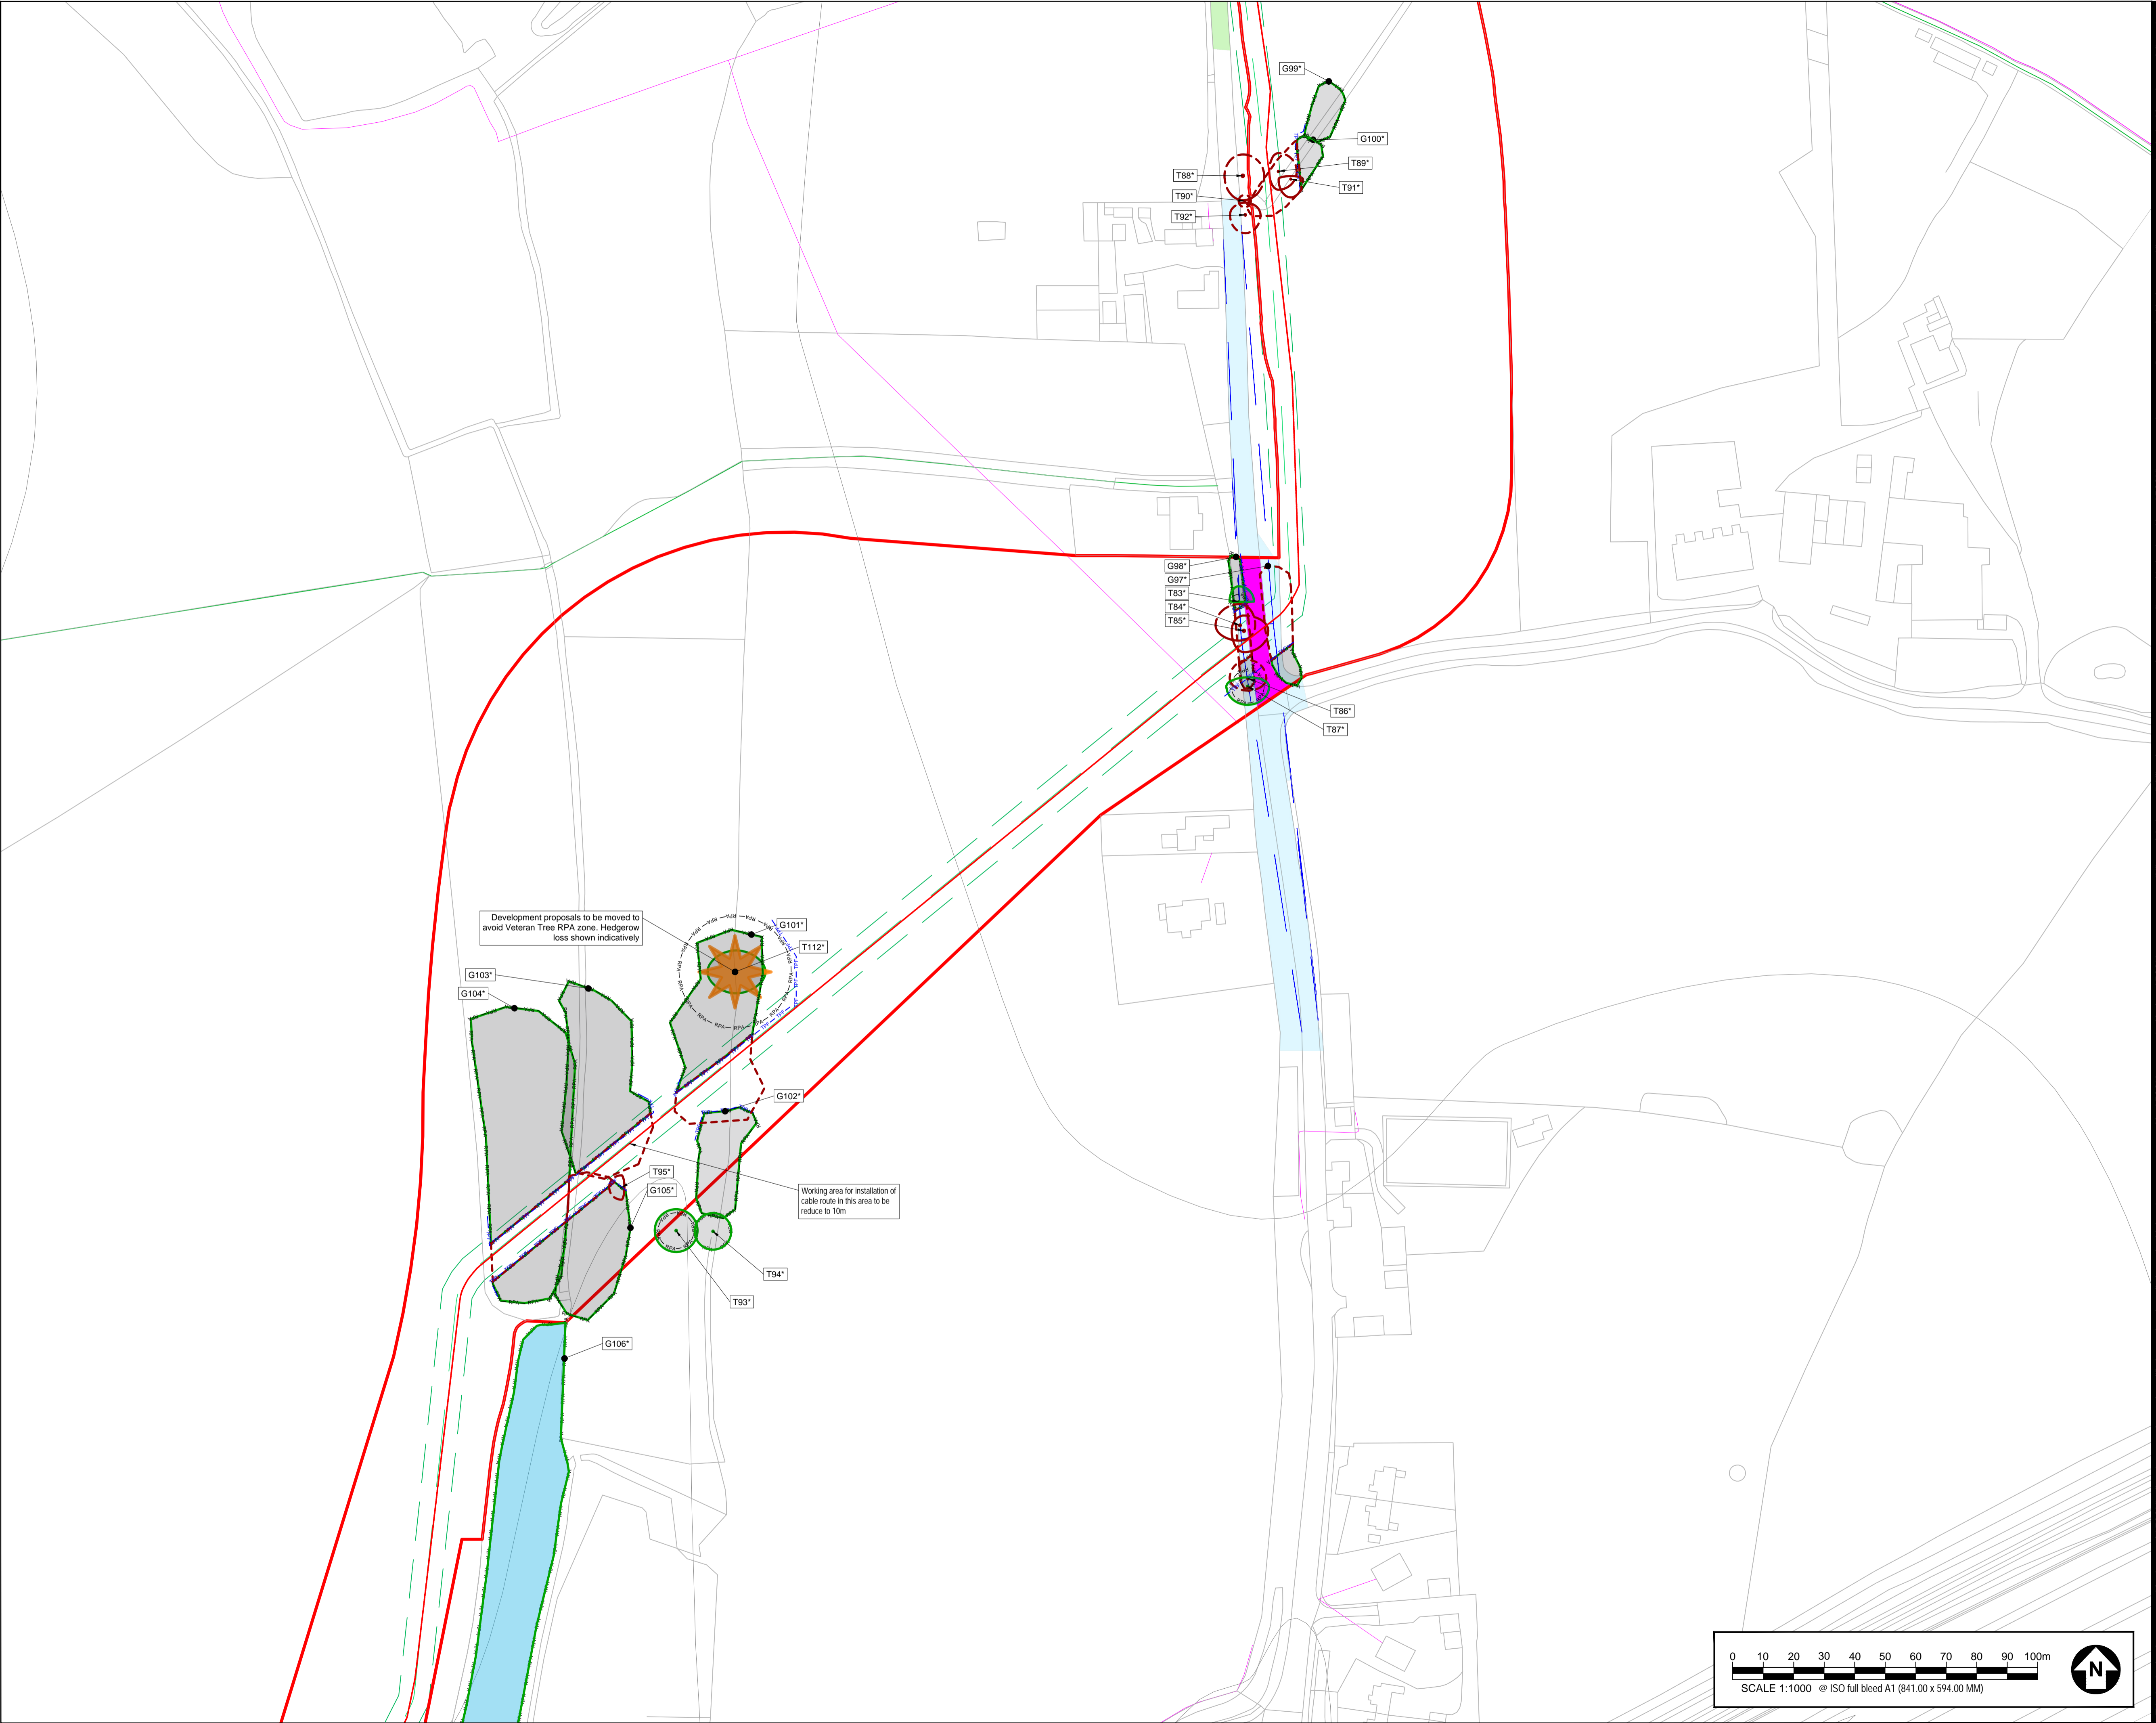 G99*
G100*
T89*
T88*
T91*
T90*
T92*
G98*
G97*
T83*
T84*
T85*
T86*
T87*
Development proposals to be moved to
avoid Veteran Tree RPA zone. Hedgerow
loss shown indicatively
G101*
T112*
G103*
G104*
G102*
T95*
G105*
Working area for installation of
cable route in this area to be
reduce to 10m
T94*
T93*
G106*
0 10 20 30 40 50 60 70 80 90 100m
SCALE 1:1000 @ ISO full bleed A1 (841.00 x 594.00 MM)
N